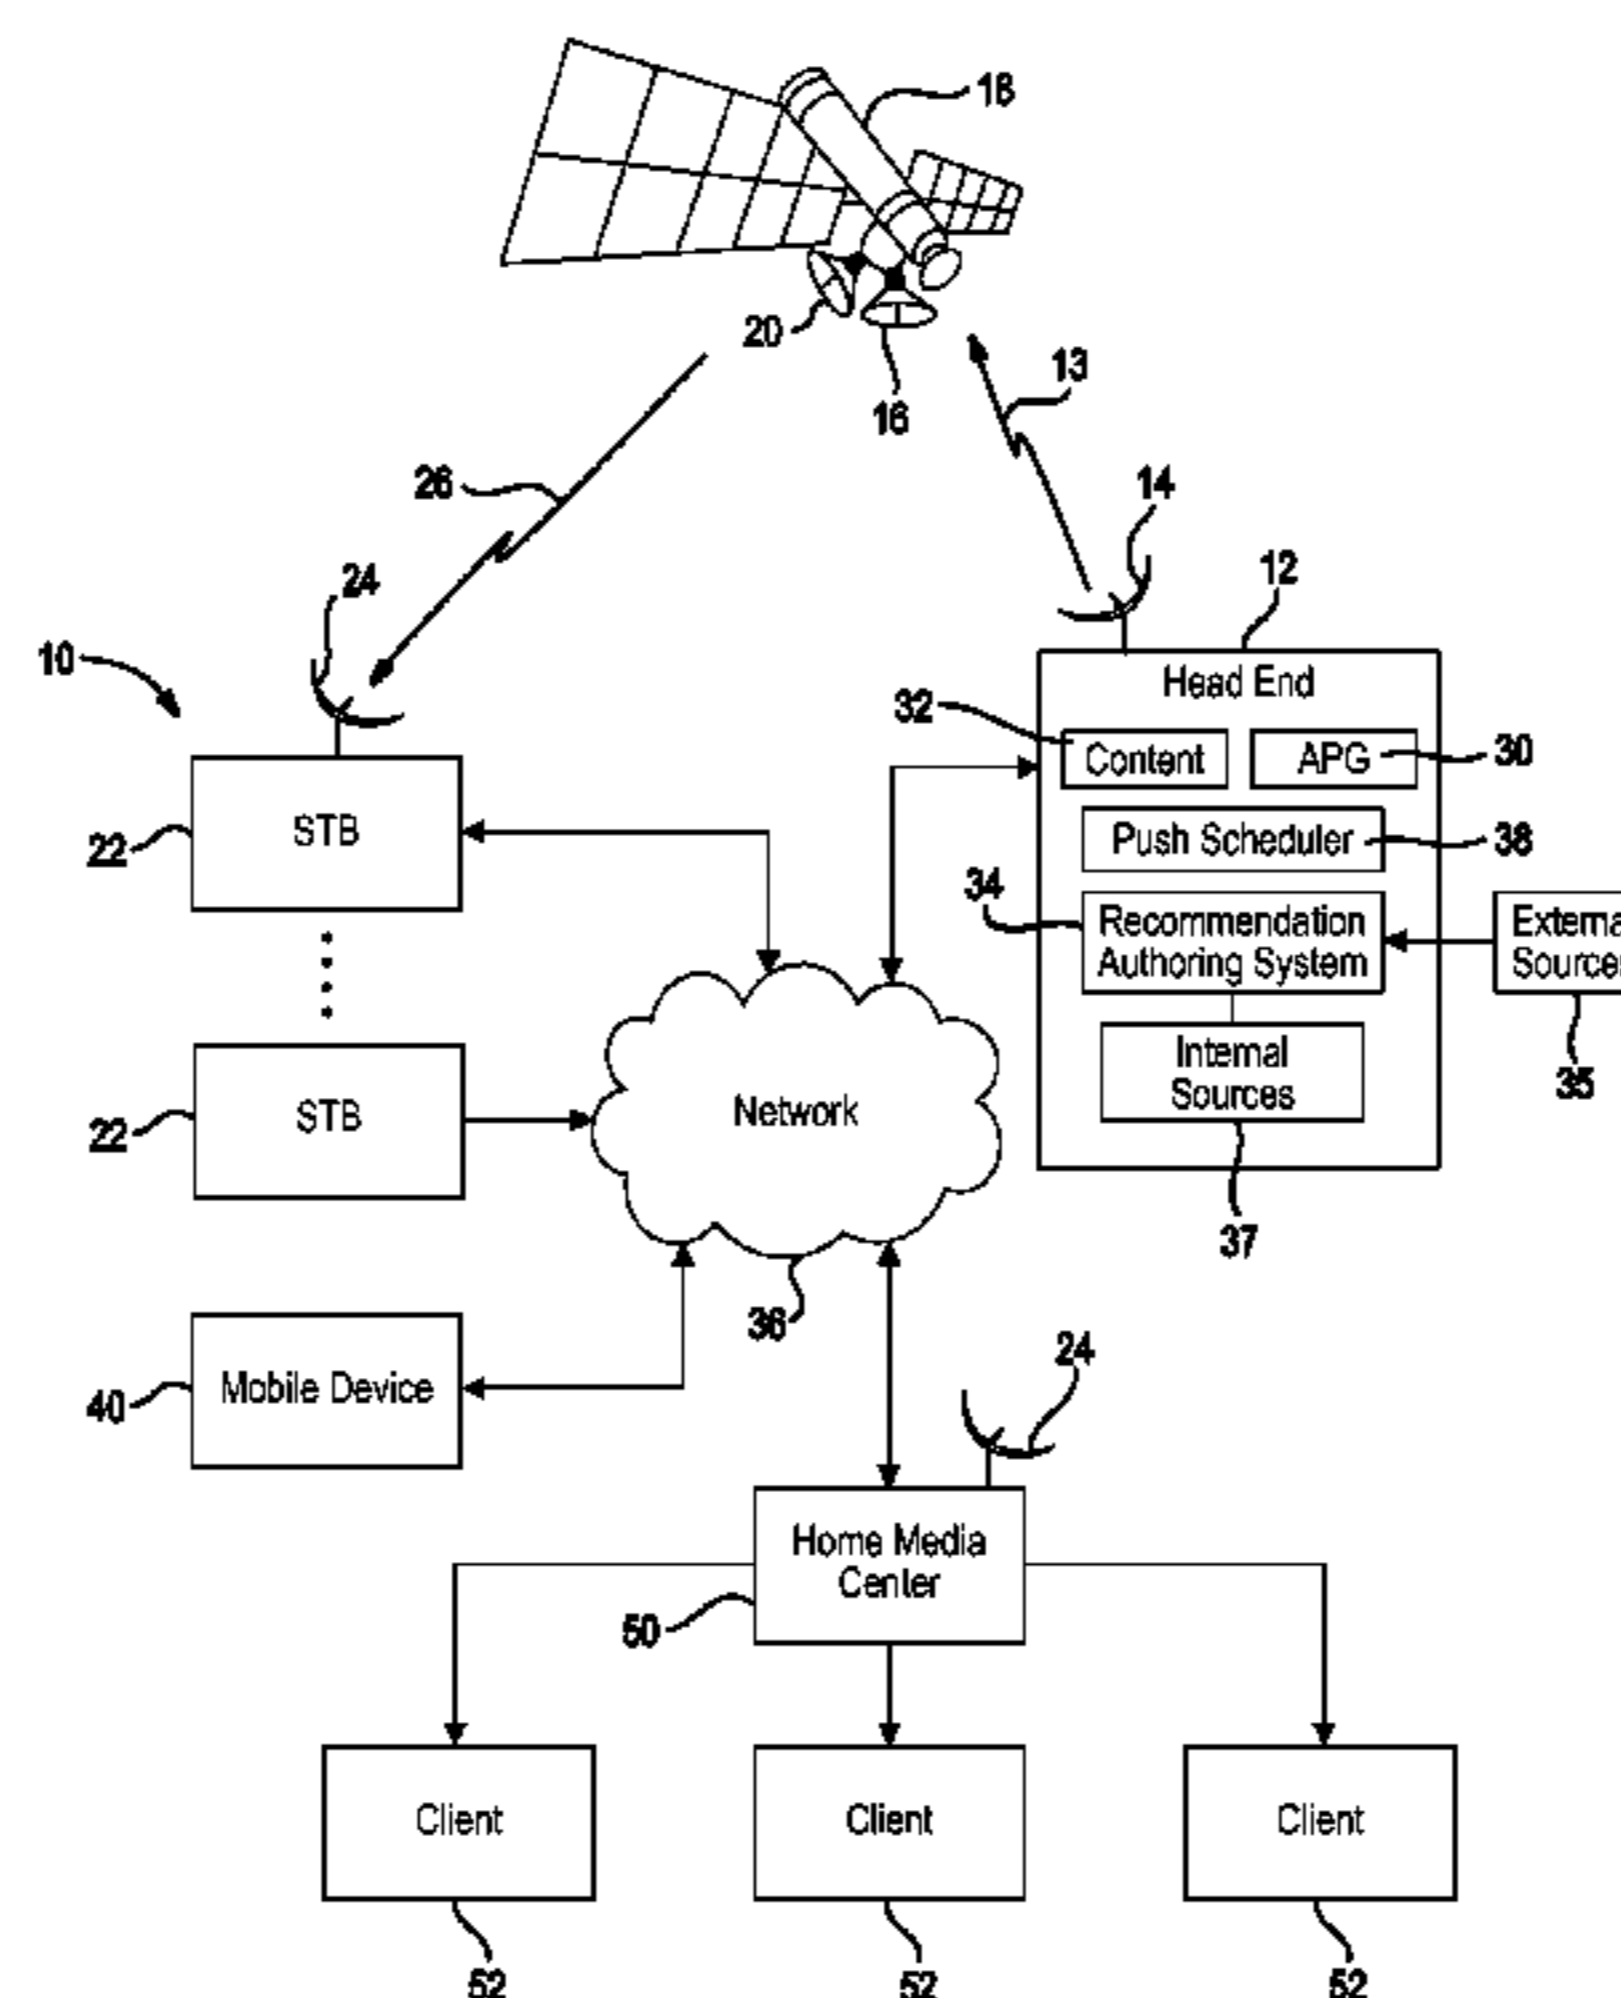 18
20
16
13
26
14
24
12
10
Head End
32
Content
APG
30
STB
22
Push Scheduler
38
34
Recommendation
Authoring System
Externa
Sources
Internal
Sources
35
STB
22
Network
37
36
24
Mobile Device
40
Home Media
Center
50
Client
Client
Client
52
52
52